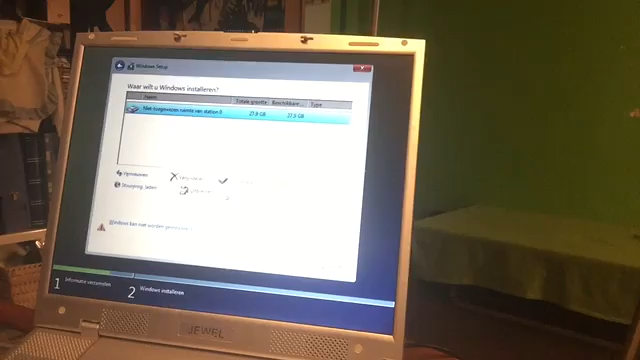 Windows Setup
Waar wilt u Windows installeren?
Naam Totale grootte Beschikbare ... Type
Niet-toegewezen ruimte van station 0 27.9 GB 27.9 GB
Vernieuwen
Stuurprog. laden
Windows kan niet worden
1 Informatie verzamelen
2 Windows installeren
JEWEL